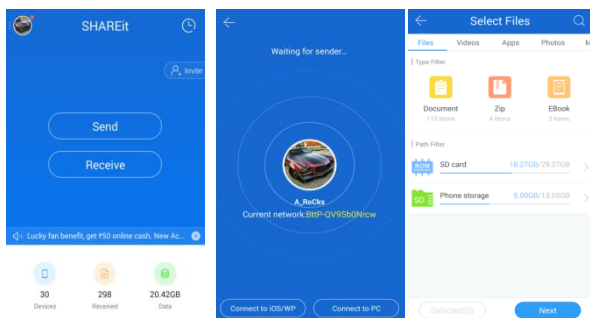 SHAREit
Invite
Send
Receive
Lucky fan benefit, get ₹50 online cash. New Ac...
30
298
20.42GB
Devices
Received
Data
Waiting for sender..
A_RoCks
Current network:BttP-QV9Sb0Nrcw
Connect to iOS/WP
Connect to PC
Select Files
Files
Videos
Apps
Photos
M
Type Filter
Document
Zip
EBook
113 items
4 items
3 items
Path Filter
ROM
SD card
16.27GB/29.27GB
SD
Phone storage
5.00GB/13.05GB
Selected(0)
Next